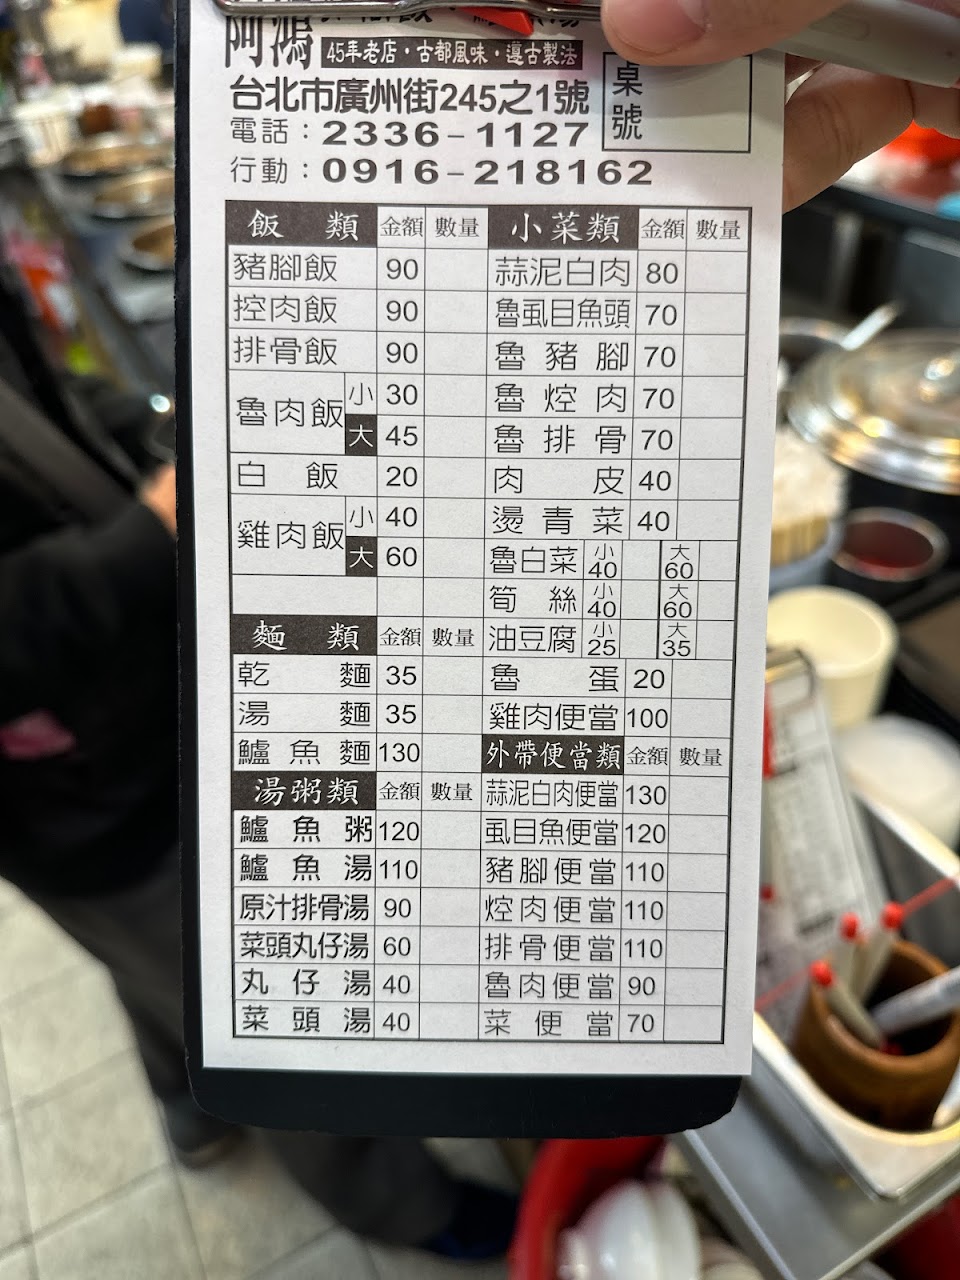 阿鴻
45年老店·古都風味·遵古製法
台北市廣州街245之1號
電話：2336-1127
行動：0916-218162
桌號
飯類 金額 數量
豬腳飯 90
控肉飯 90
排骨飯 90
魯肉飯 小 30
大 45
白飯 20
雞肉飯 小 40
大 60
麵類 金額 數量
乾麵 35
湯麵 35
鱸魚麵 130
湯粥類 金額 數量
鱸魚粥 120
鱸魚湯 110
原汁排骨湯 90
菜頭丸仔湯 60
丸仔湯 40
菜頭湯 40
小菜類 金額 數量
蒜泥白肉 80
魯虱目魚頭 70
魯豬腳 70
魯焢肉 70
魯排骨 70
肉皮 40
燙青菜 40
魯白菜 小40 大60
筍絲 小40 大60
油豆腐 小25 大35
魯蛋 20
雞肉便當 100
外帶便當類 金額 數量
蒜泥白肉便當 130
虱目魚便當 120
豬腳便當 110
焢肉便當 110
排骨便當 110
魯肉便當 90
菜便當 70